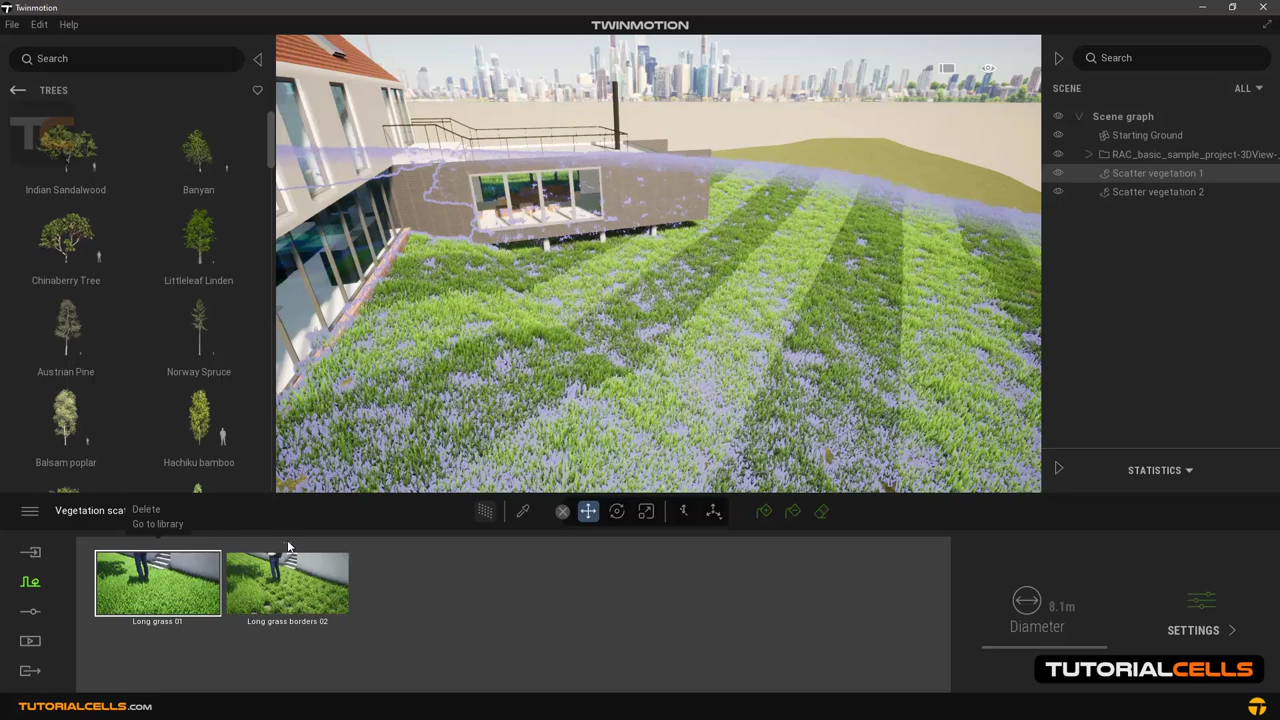 Twinmotion
File Edit Help
TWINMOTION
Search
TREES
Indian Sandalwood
Banyan
Chinaberry Tree
Littleleaf Linden
Austrian Pine
Norway Spruce
Balsam poplar
Hachiku bamboo
Search
SCENE
ALL
Scene graph
Starting Ground
RAC_basic_sample_project-3DView-
Scatter vegetation 1
Scatter vegetation 2
STATISTICS
Vegetation scat
Delete
Go to library
Long grass 01
Long grass borders 02
8.1m
Diameter
SETTINGS
TUTORIALCELLS
TUTORIALCELLS.com